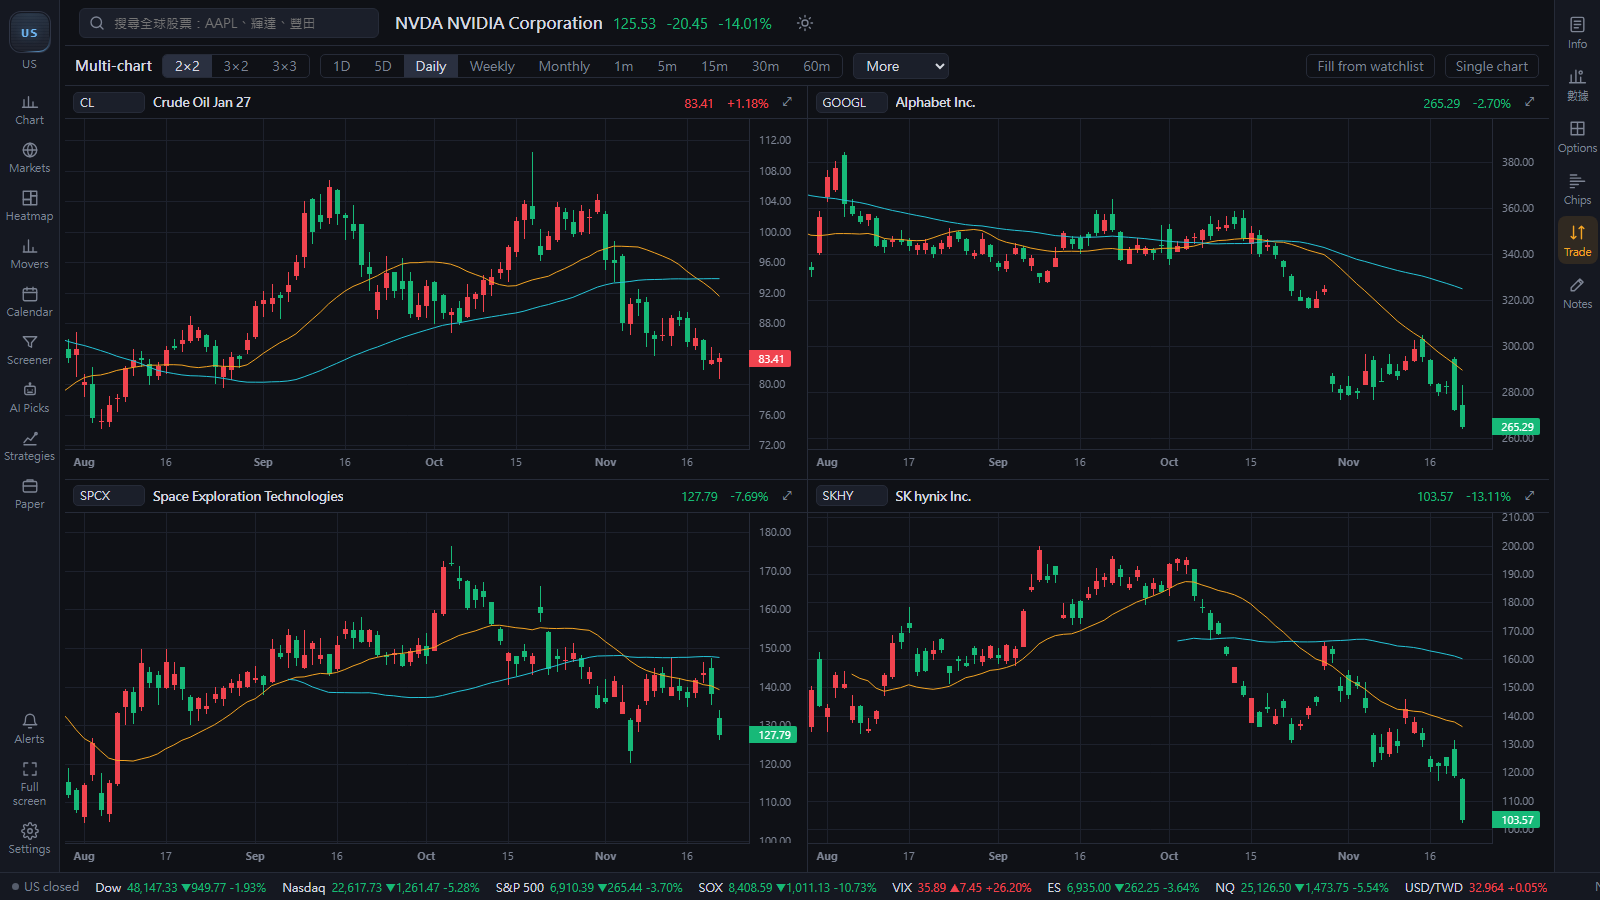 US
US
Chart
Markets
Heatmap
Movers
Calendar
Screener
AI Picks
Strategies
Paper
Alerts
Full screen
Settings
搜尋全球股票：AAPL、輝達、豐田
NVDA NVIDIA Corporation 125.53 -20.45 -14.01%
Multi-chart 2×2 3×2 3×3 1D 5D Daily Weekly Monthly 1m 5m 15m 30m 60m More Fill from watchlist Single chart
CL Crude Oil Jan 27 83.41 +1.18%
112.00
108.00
104.00
100.00
96.00
92.00
88.00
83.41
80.00
76.00
72.00
Aug 16 Sep 16 Oct 15 Nov 16
GOOGL Alphabet Inc. 265.29 -2.70%
380.00
360.00
340.00
320.00
300.00
280.00
265.29
260.00
Aug 17 Sep 16 Oct 15 Nov 16
SPCX Space Exploration Technologies 127.79 -7.69%
180.00
170.00
160.00
150.00
140.00
130.00
127.79
120.00
110.00
100.00
Aug 17 Sep 16 Oct 15 Nov 16
SKHY SK hynix Inc. 103.57 -13.11%
210.00
200.00
190.00
180.00
170.00
160.00
150.00
140.00
130.00
120.00
110.00
103.57
100.00
Aug 17 Sep 16 Oct 15 Nov 16
Info
數據
Options
Chips
Trade
Notes
US closed Dow 48,147.33 ▼949.77 -1.93% Nasdaq 22,617.73 ▼1,261.47 -5.28% S&P 500 6,910.39 ▼265.44 -3.70% SOX 8,408.59 ▼1,011.13 -10.73% VIX 35.89 ▲7.45 +26.20% ES 6,935.00 ▼262.25 -3.64% NQ 25,126.50 ▼1,473.75 -5.54% USD/TWD 32.964 +0.05%